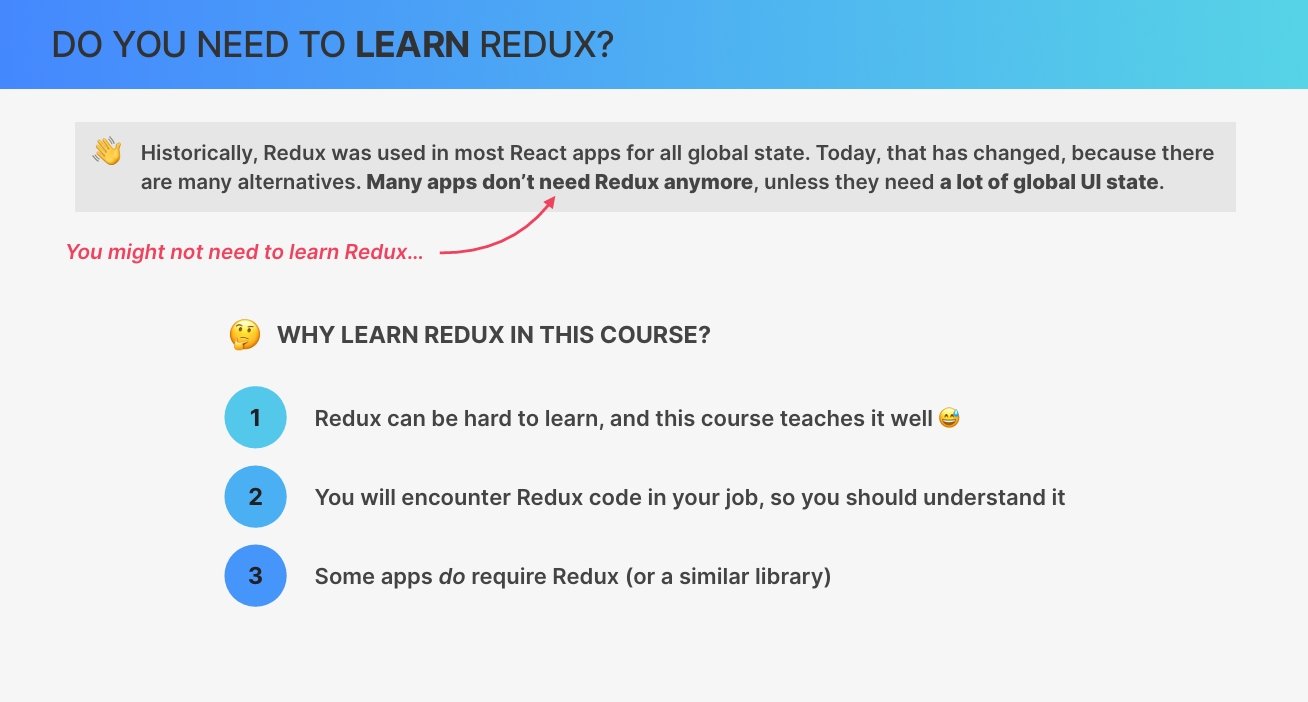 DO YOU NEED TO LEARN REDUX?
👋 Historically, Redux was used in most React apps for all global state. Today, that has changed, because there
are many alternatives. Many apps don’t need Redux anymore, unless they need a lot of global UI state.
You might not need to learn Redux…
🤔 WHY LEARN REDUX IN THIS COURSE?
1 Redux can be hard to learn, and this course teaches it well 😅
2 You will encounter Redux code in your job, so you should understand it
3 Some apps do require Redux (or a similar library)